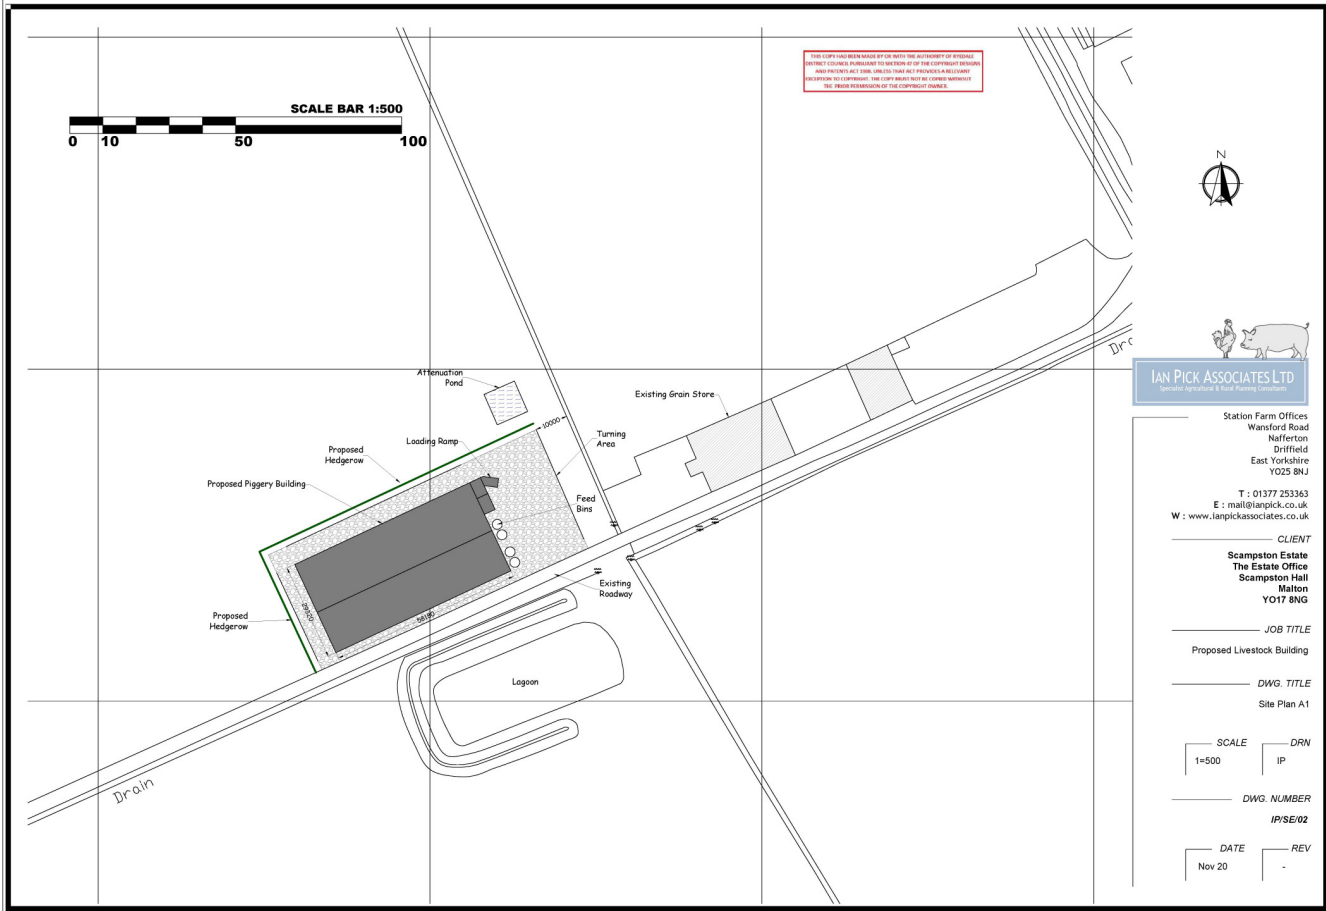 THIS COPY HAD BEEN MADE BY OR WITH THE AUTHORITY OF RYEDALE
DISTRICT COUNCIL PURSUANT TO SECTION 47 OF THE COPYRIGHT DESIGNS
AND PATENTS ACT 1988. UNLESS THAT ACT PROVIDES A RELEVANT
EXCEPTION TO COPYRIGHT. THE COPY MUST NOT BE COPIED WITHOUT
THE PRIOR PERMISSION OF THE COPYRIGHT OWNER.
SCALE BAR 1:500
0 10 50 100
N
Attenuation
Pond
Existing Grain Store
10000
Turning
Area
Loading Ramp
Proposed
Hedgerow
Proposed Piggery Building
Feed
Bins
Existing
Roadway
29320
58180
Proposed
Hedgerow
Lagoon
Drain
IAN PICK ASSOCIATES LTD
Specialist Agricultural & Rural Planning Consultants
Station Farm Offices
Wansford Road
Nafferton
Driffield
East Yorkshire
YO25 8NJ
T : 01377 253363
E : mail@ianpick.co.uk
W : www.ianpickassociates.co.uk
CLIENT
Scampston Estate
The Estate Office
Scampston Hall
Malton
YO17 8NG
JOB TITLE
Proposed Livestock Building
DWG. TITLE
Site Plan A1
SCALE
1=500
DRN
IP
DWG. NUMBER
IP/SE/02
DATE
Nov 20
REV
-